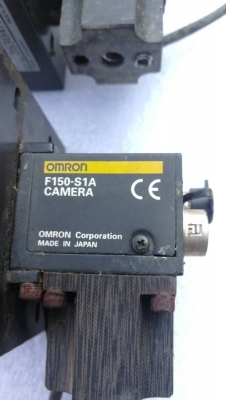 OMRON
F150-S1A
CAMERA
CE
OMRON Corporation
MADE IN JAPAN